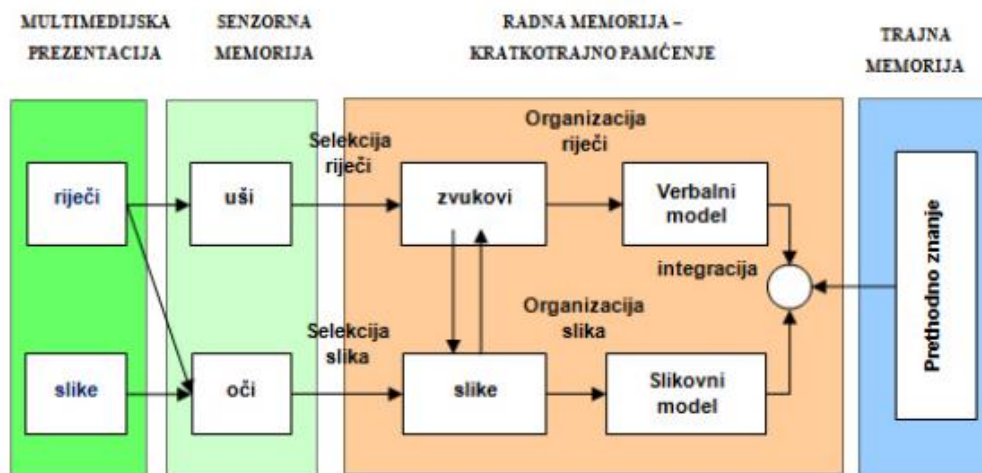 MULTIMEDIJSKA
PREZENTACIJA
SENZORNA
MEMORIJA
RADNA MEMORIJA –
KRATKOTRAJNO PAMĆENJE
TRAJNA
MEMORIJA
riječi
uši
Selekcija
riječi
zvukovi
Organizacija
riječi
Verbalni
model
integracija
slike
oči
Selekcija
slika
slike
Organizacija
slika
Slikovni
model
Prethodno znanje